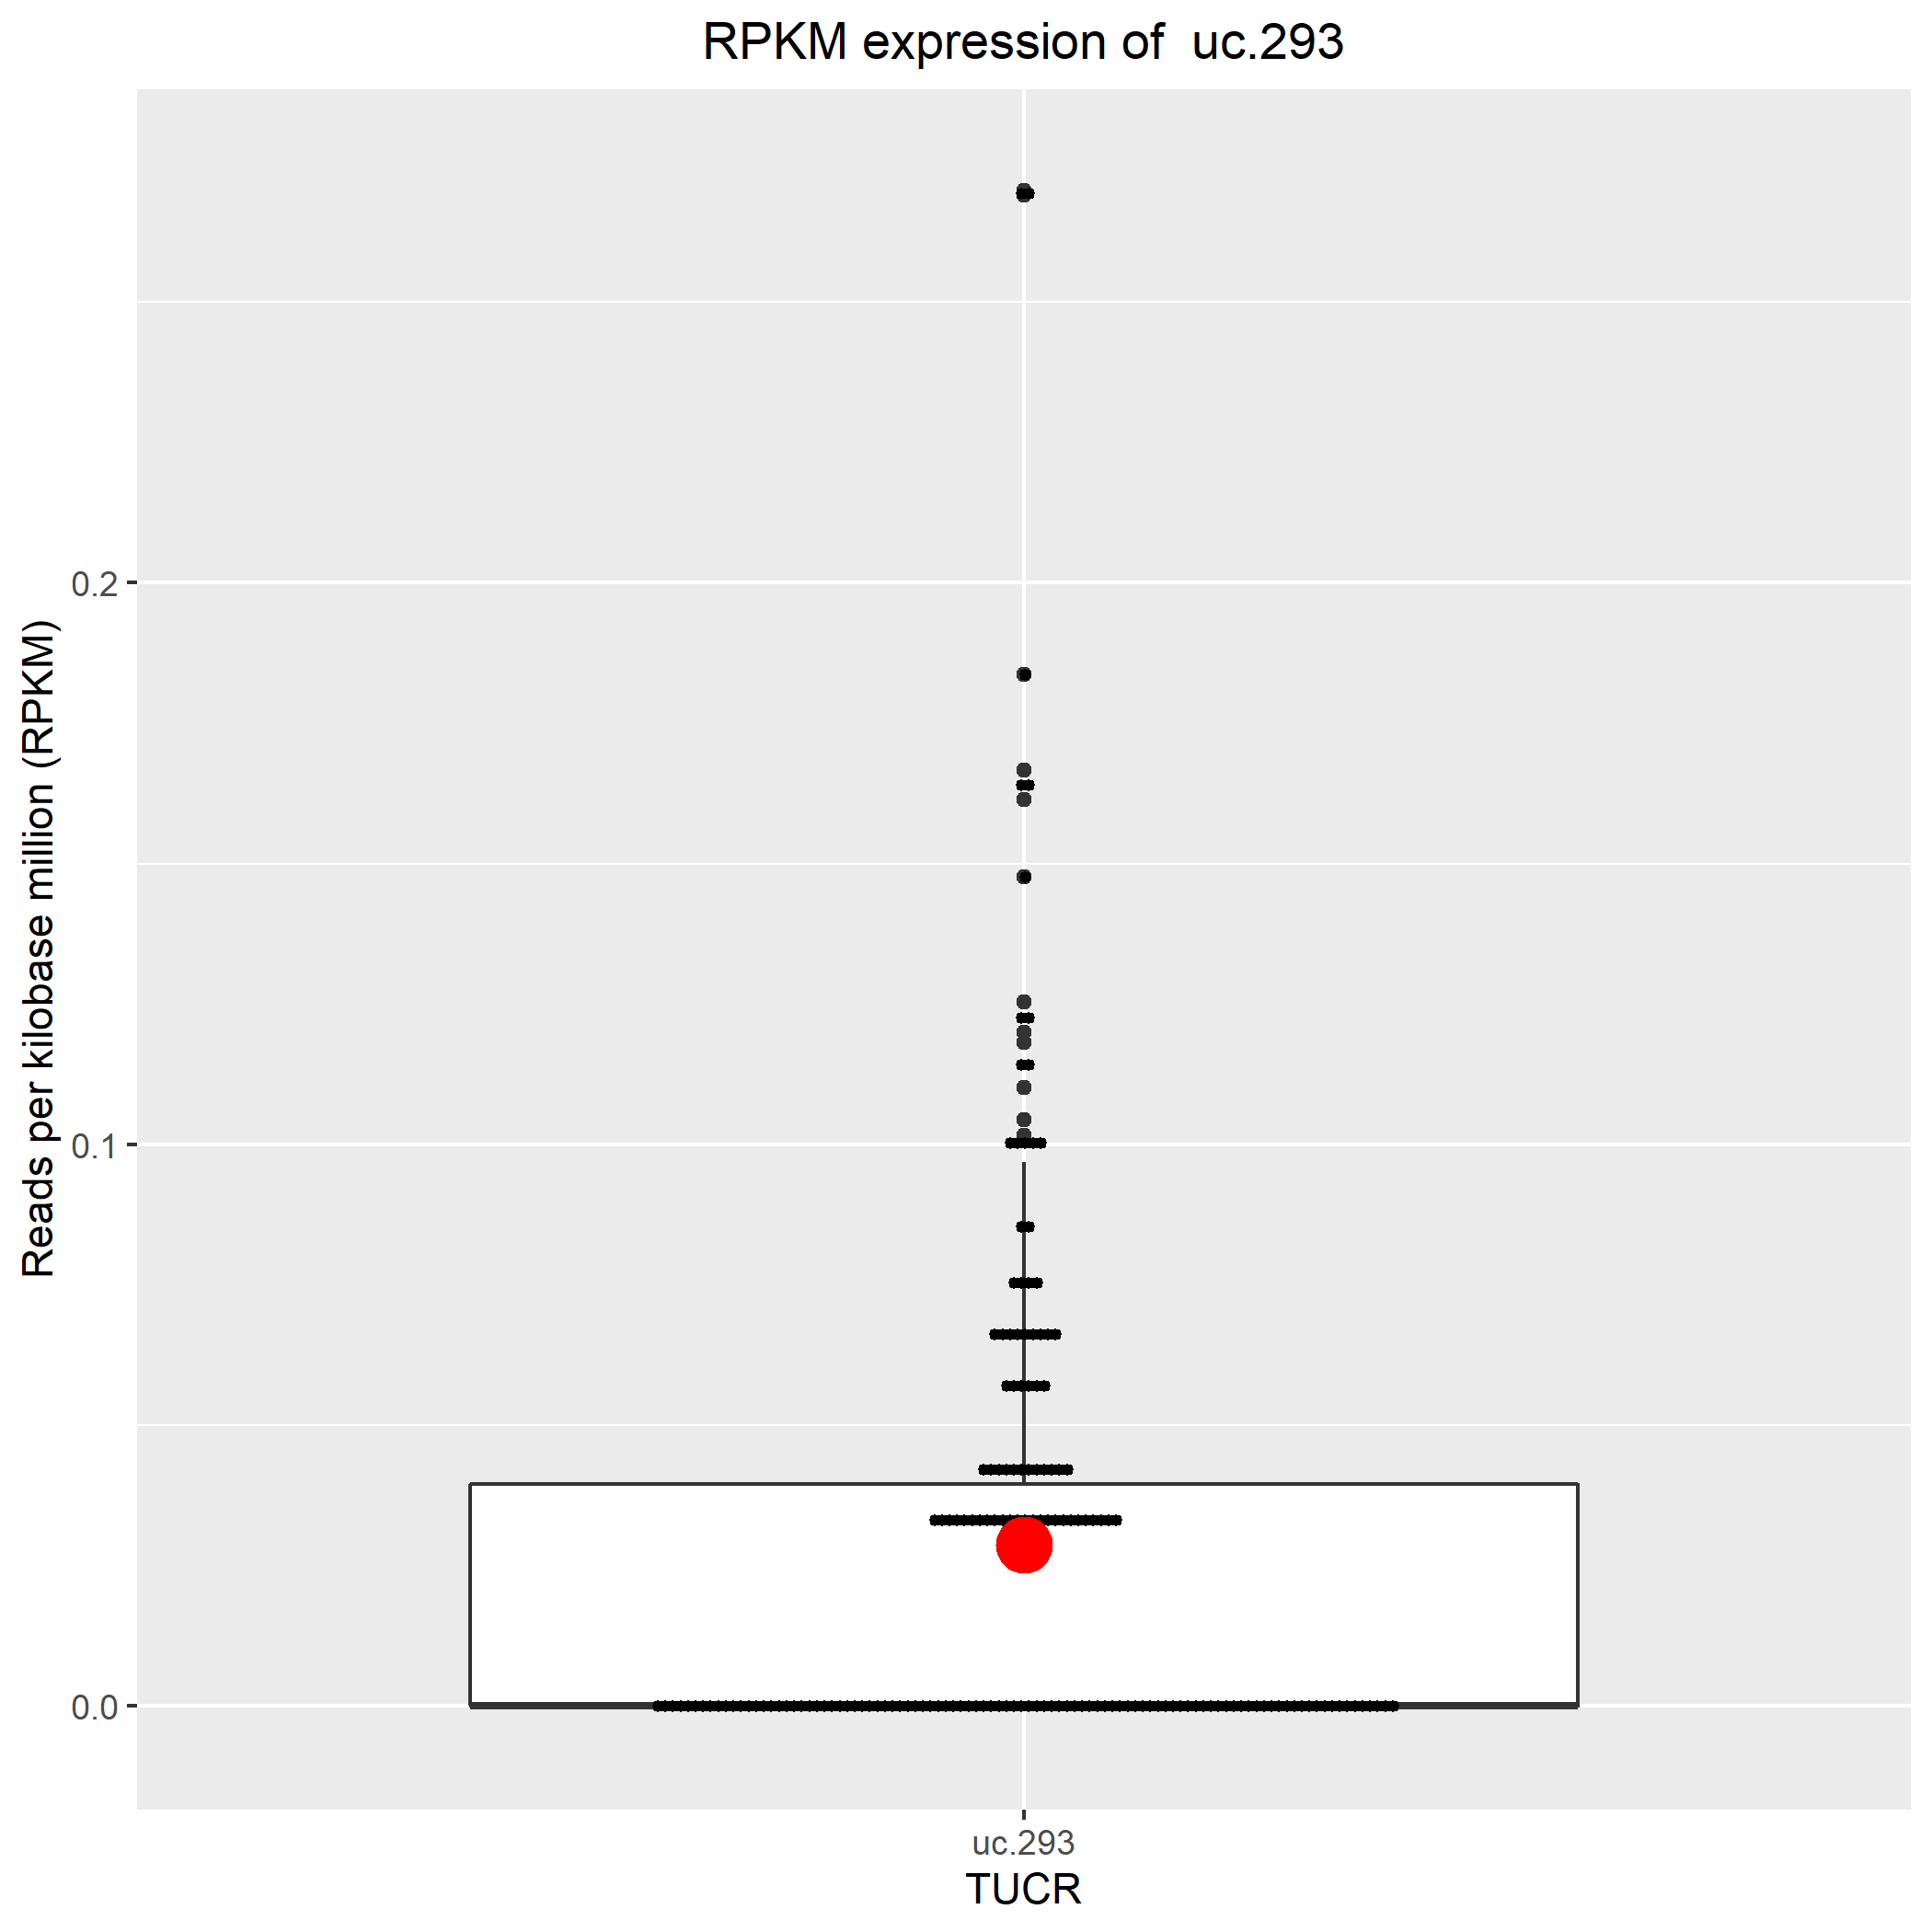 RPKM expression of  uc.293
Reads per kilobase million (RPKM)
0.2
0.1
0.0
uc.293
TUCR